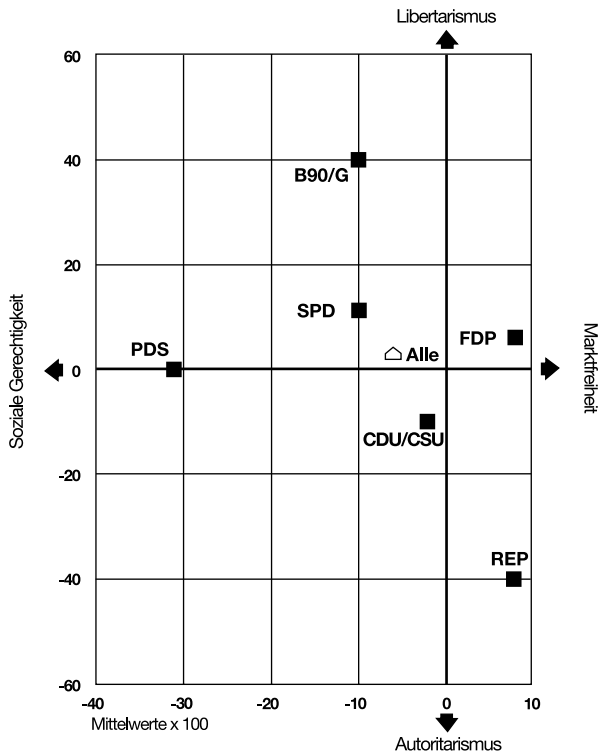 Libertarismus
60
40
B90/G
20
SPD
FDP
PDS
Alle
0
CDU/CSU
-20
REP
-40
-60
-40 -30 -20 -10 0 10
Mittelwerte x 100
Autoritarismus
Soziale Gerechtigkeit
Marktfreiheit